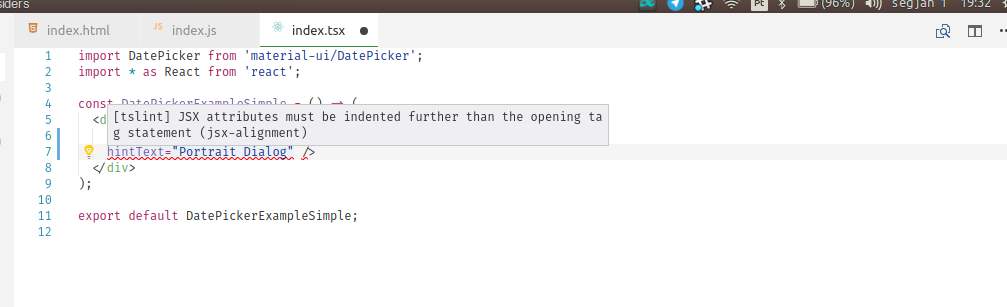 siders
Pt
(96%)
seg jan 1
19:32
index.html
JS index.js
index.tsx
1 import DatePicker from 'material-ui/DatePicker';
2 import * as React from 'react';
3
4 const DatePickerExampleSimple = () => (
5 <d
[tslint] JSX attributes must be indented further than the opening ta
g statement (jsx-alignment)
6
7 hintText="Portrait Dialog" />
8 </div>
9 );
10
11 export default DatePickerExampleSimple;
12